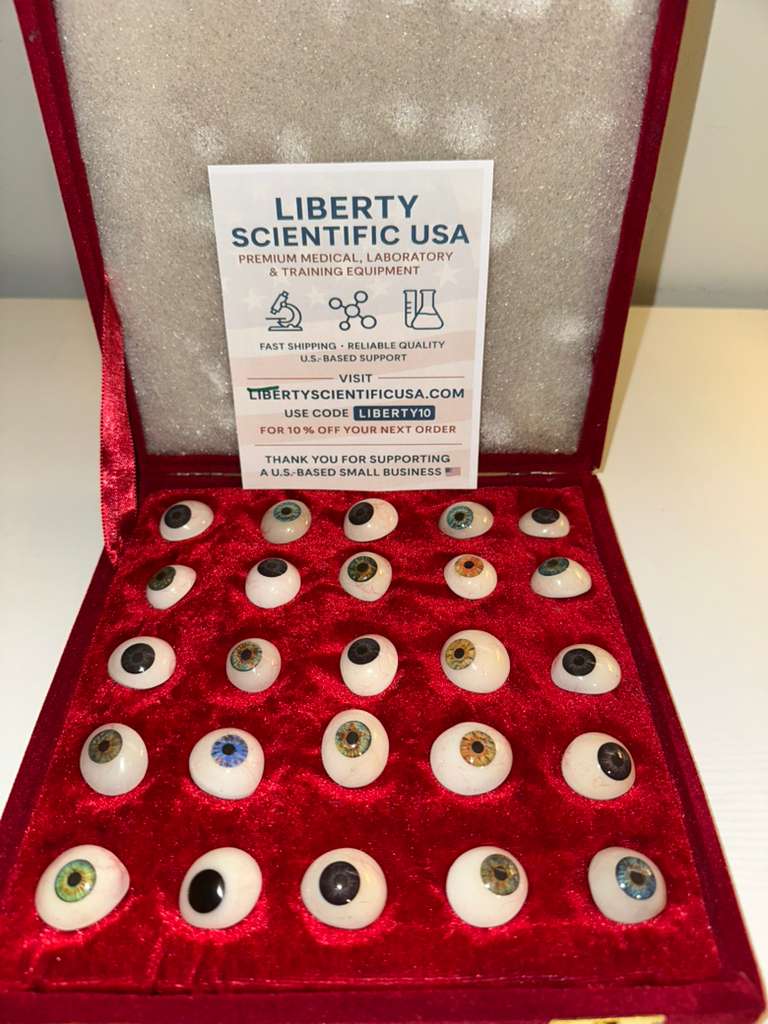 LIBERTY
SCIENTIFIC USA
PREMIUM MEDICAL, LABORATORY
& TRAINING EQUIPMENT
FAST SHIPPING · RELIABLE QUALITY
U.S.-BASED SUPPORT
VISIT
LIBERTYSCIENTIFICUSA.COM
USE CODE LIBERTY10
FOR 10% OFF YOUR NEXT ORDER
THANK YOU FOR SUPPORTING
A U.S.-BASED SMALL BUSINESS